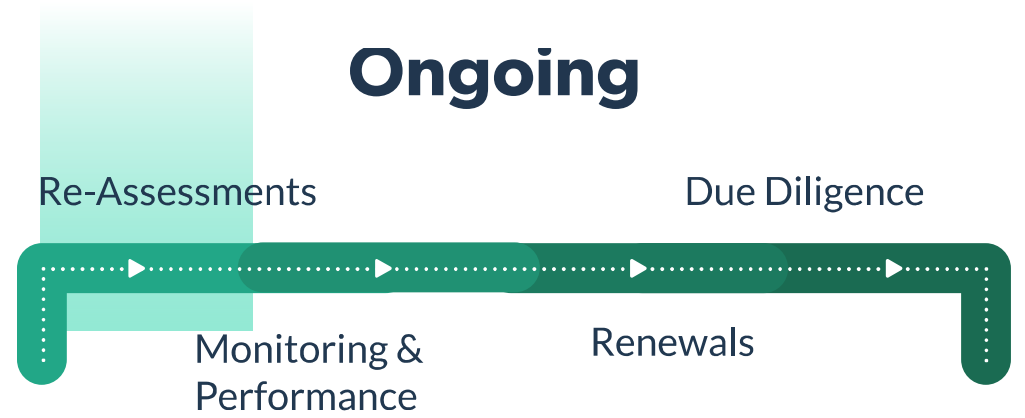 Ongoing
Re-Assessments
Due Diligence
Monitoring &
Performance
Renewals